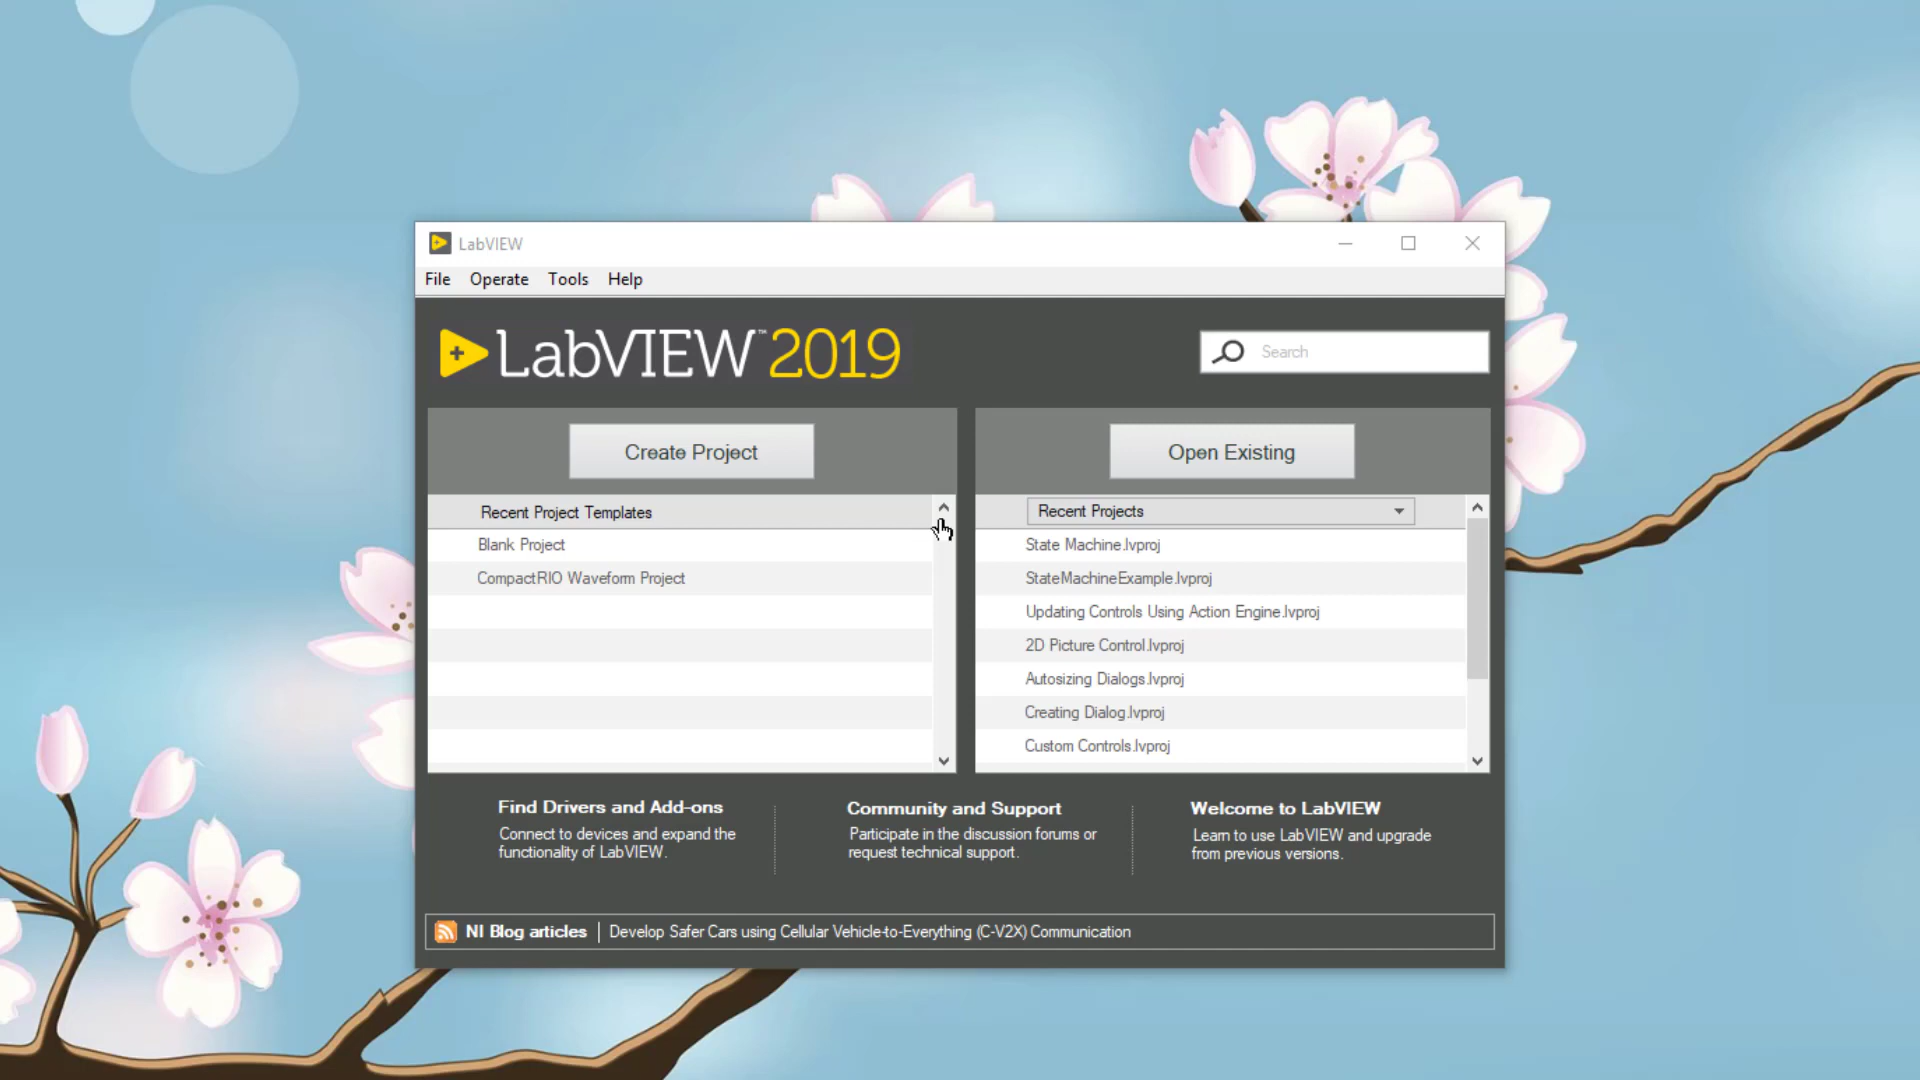 LabVIEW
File Operate Tools Help
LabVIEW™ 2019
Search
Create Project
Open Existing
Recent Project Templates
Blank Project
CompactRIO Waveform Project
Recent Projects
State Machine.lvproj
StateMachineExample.lvproj
Updating Controls Using Action Engine.lvproj
2D Picture Control.lvproj
Autosizing Dialogs.lvproj
Creating Dialog.lvproj
Custom Controls.lvproj
Find Drivers and Add-ons
Connect to devices and expand the
functionality of LabVIEW.
Community and Support
Participate in the discussion forums or
request technical support.
Welcome to LabVIEW
Learn to use LabVIEW and upgrade
from previous versions.
NI Blog articles | Develop Safer Cars using Cellular Vehicle-to-Everything (C-V2X) Communication